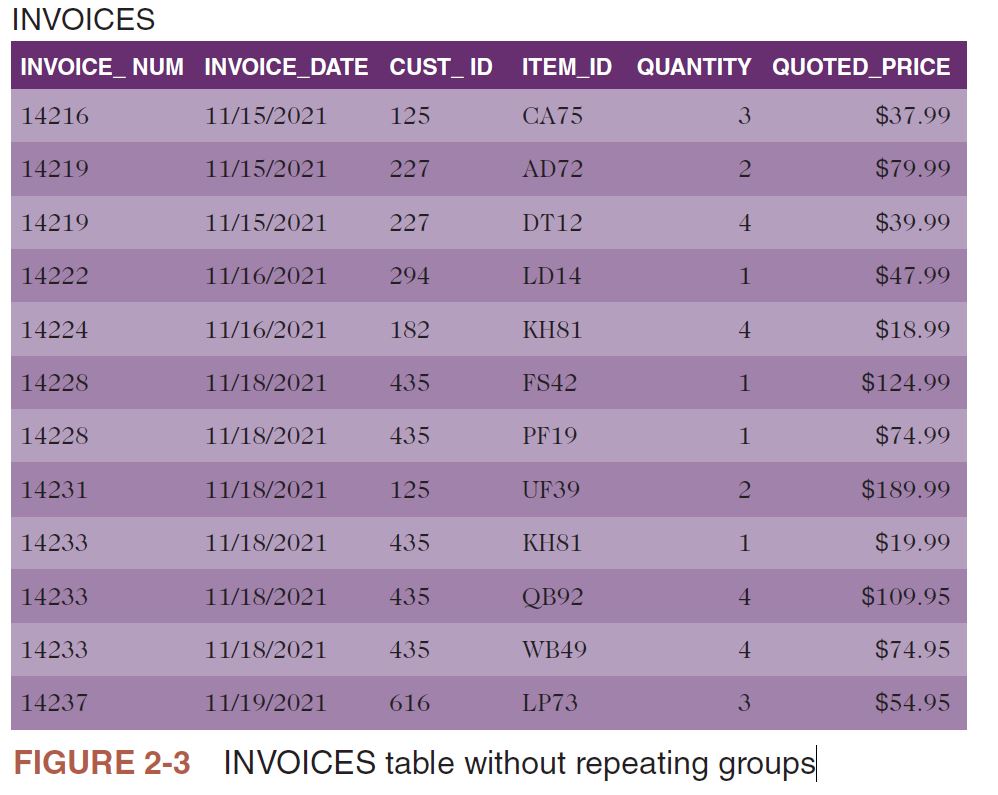 INVOICES
INVOICE_ NUM INVOICE_DATE CUST_ ID ITEM_ID QUANTITY QUOTED_PRICE
14216 11/15/2021 125 CA75 3 $37.99
14219 11/15/2021 227 AD72 2 $79.99
14219 11/15/2021 227 DT12 4 $39.99
14222 11/16/2021 294 LD14 1 $47.99
14224 11/16/2021 182 KH81 4 $18.99
14228 11/18/2021 435 FS42 1 $124.99
14228 11/18/2021 435 PF19 1 $74.99
14231 11/18/2021 125 UF39 2 $189.99
14233 11/18/2021 435 KH81 1 $19.99
14233 11/18/2021 435 QB92 4 $109.95
14233 11/18/2021 435 WB49 4 $74.95
14237 11/19/2021 616 LP73 3 $54.95
FIGURE 2-3 INVOICES table without repeating groups